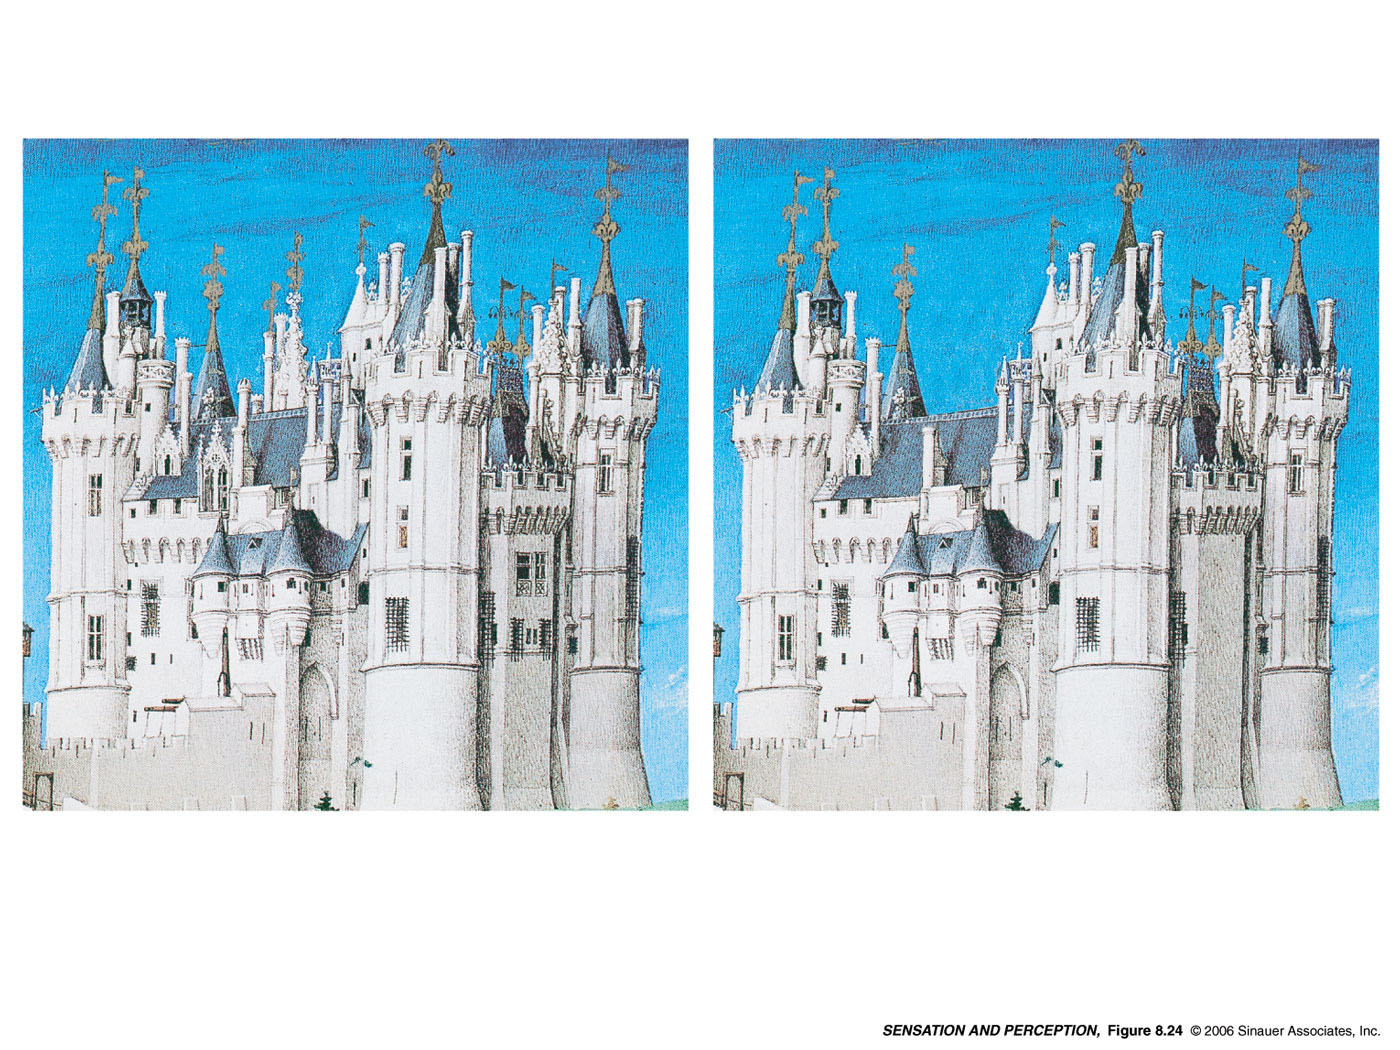 SENSATION AND PERCEPTION, Figure 8.24 © 2006 Sinauer Associates, Inc.